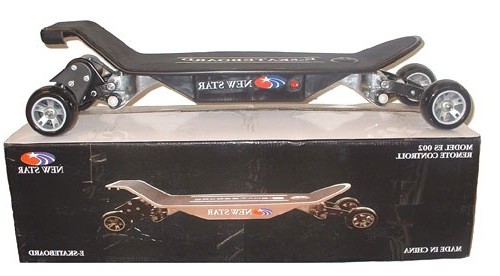 E-SKATEBOARD
NEW STAR
MODEL ES 002
REMOTE CONTROLL
NEW STAR
NEW STAR
MADE IN CHINA
E-SKATEBOARD